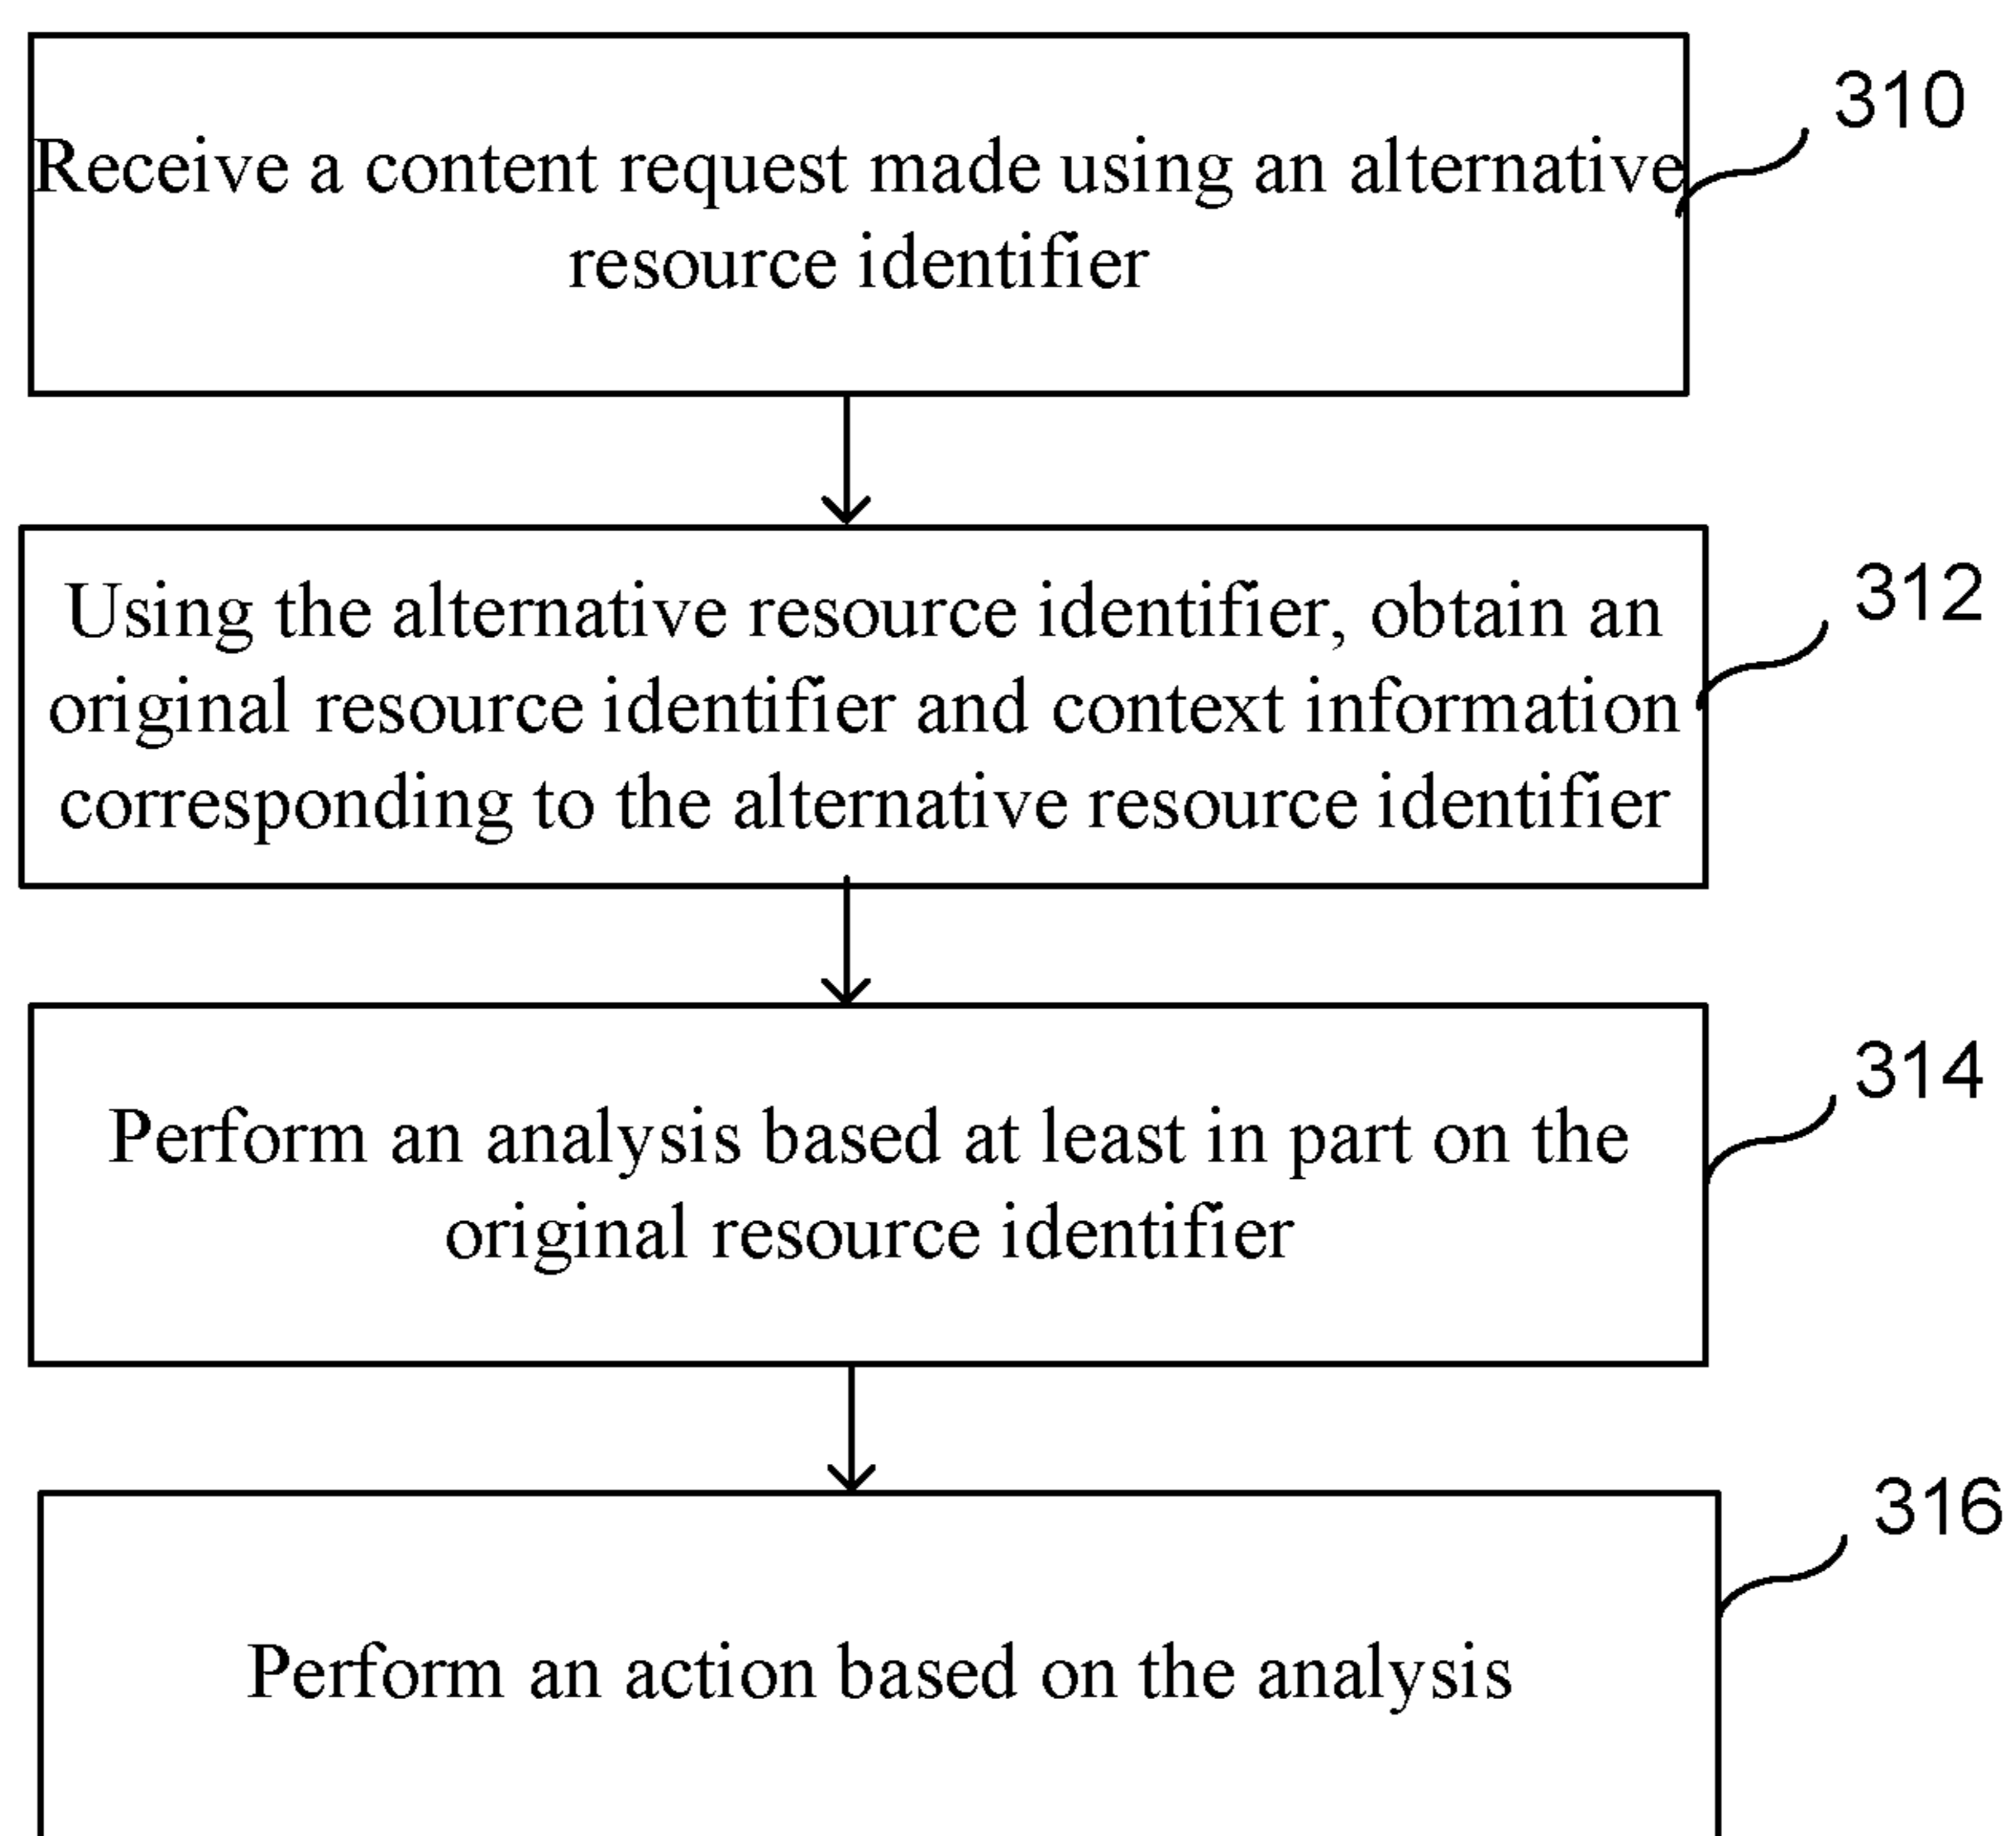 310
Receive a content request made using an alternative
resource identifier
312
Using the alternative resource identifier, obtain an
original resource identifier and context information
corresponding to the alternative resource identifier
314
Perform an analysis based at least in part on the
original resource identifier
316
Perform an action based on the analysis